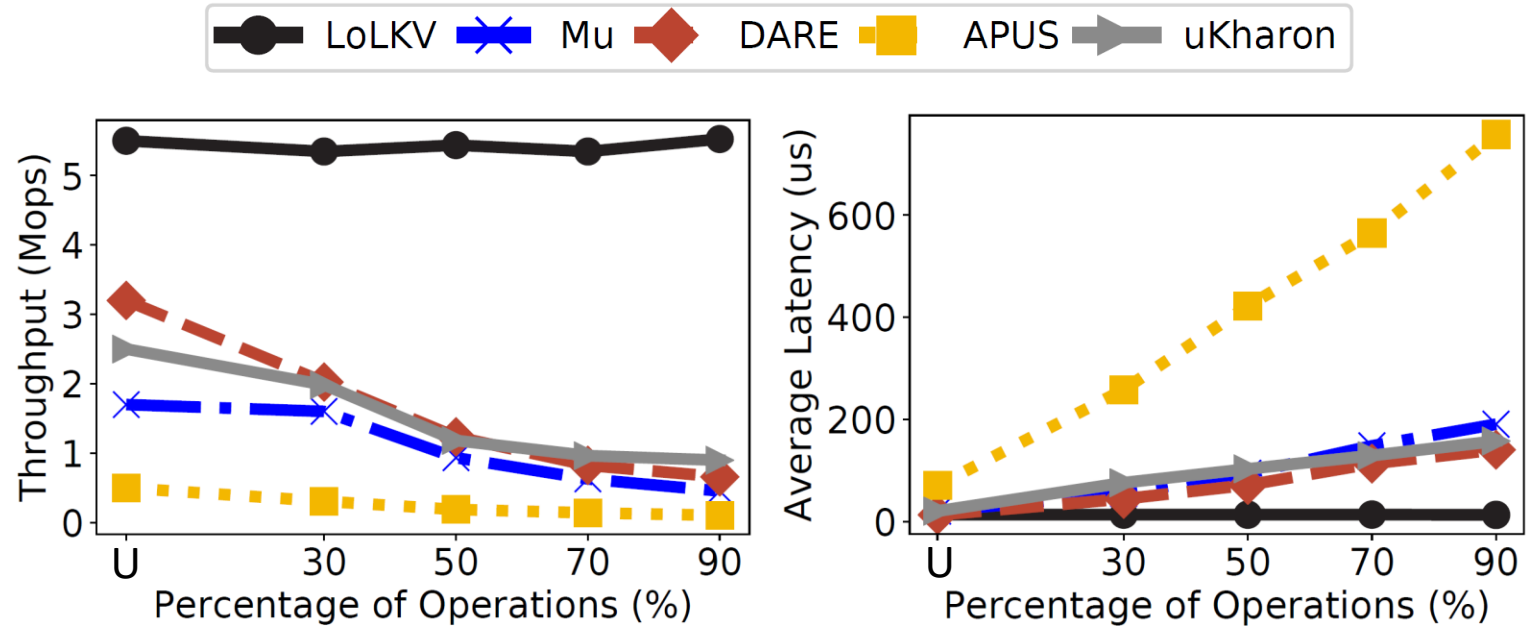 LoLKV Mu DARE APUS uKharon
Throughput (Mops)
5
4
3
2
1
0
U 30 50 70 90
Percentage of Operations (%)
Average Latency (us)
600
400
200
0
U 30 50 70 90
Percentage of Operations (%)